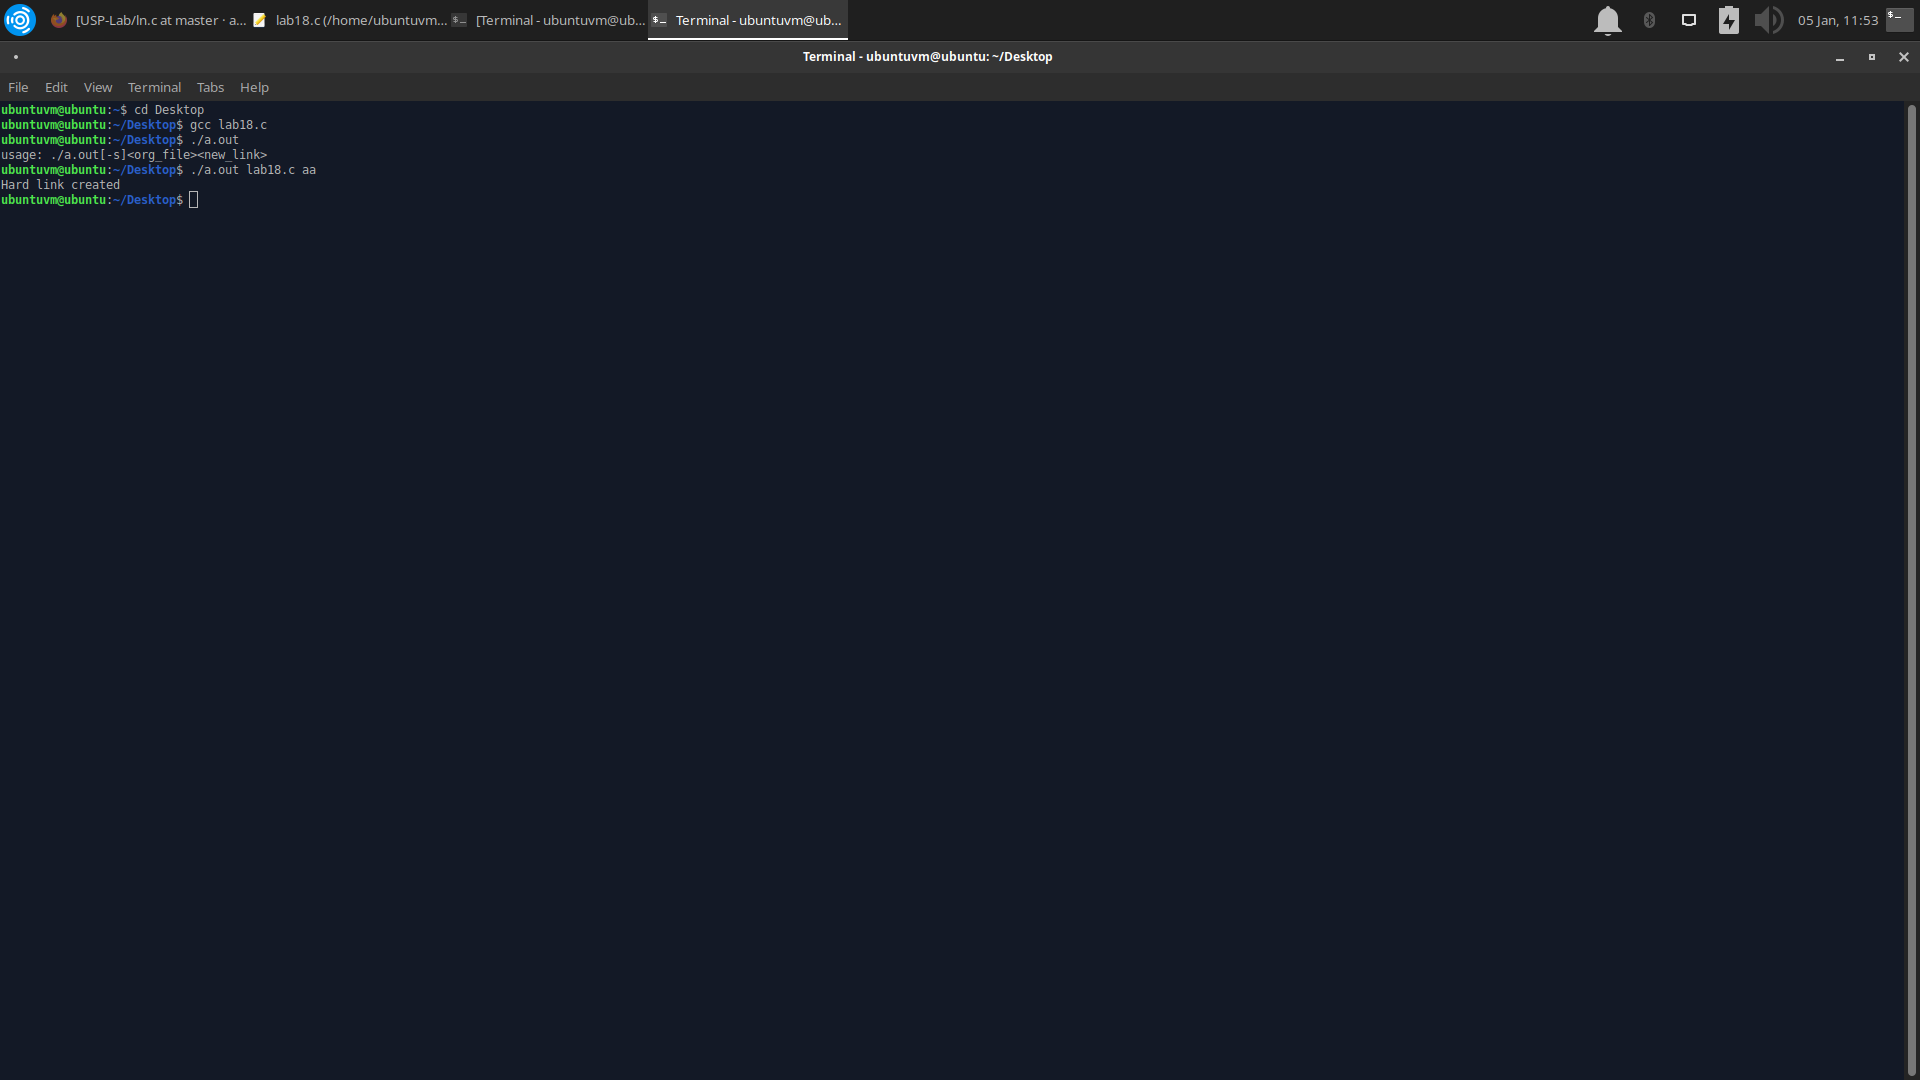 [USP-Lab/ln.c at master · a...
lab18.c (/home/ubuntuvm...
[Terminal - ubuntuvm@ub...
Terminal - ubuntuvm@ub...
05 Jan, 11:53
Terminal - ubuntuvm@ubuntu: ~/Desktop
File Edit View Terminal Tabs Help
ubuntuvm@ubuntu:~$ cd Desktop
ubuntuvm@ubuntu:~/Desktop$ gcc lab18.c
ubuntuvm@ubuntu:~/Desktop$ ./a.out
usage: ./a.out[-s]<org_file><new_link>
ubuntuvm@ubuntu:~/Desktop$ ./a.out lab18.c aa
Hard link created
ubuntuvm@ubuntu:~/Desktop$